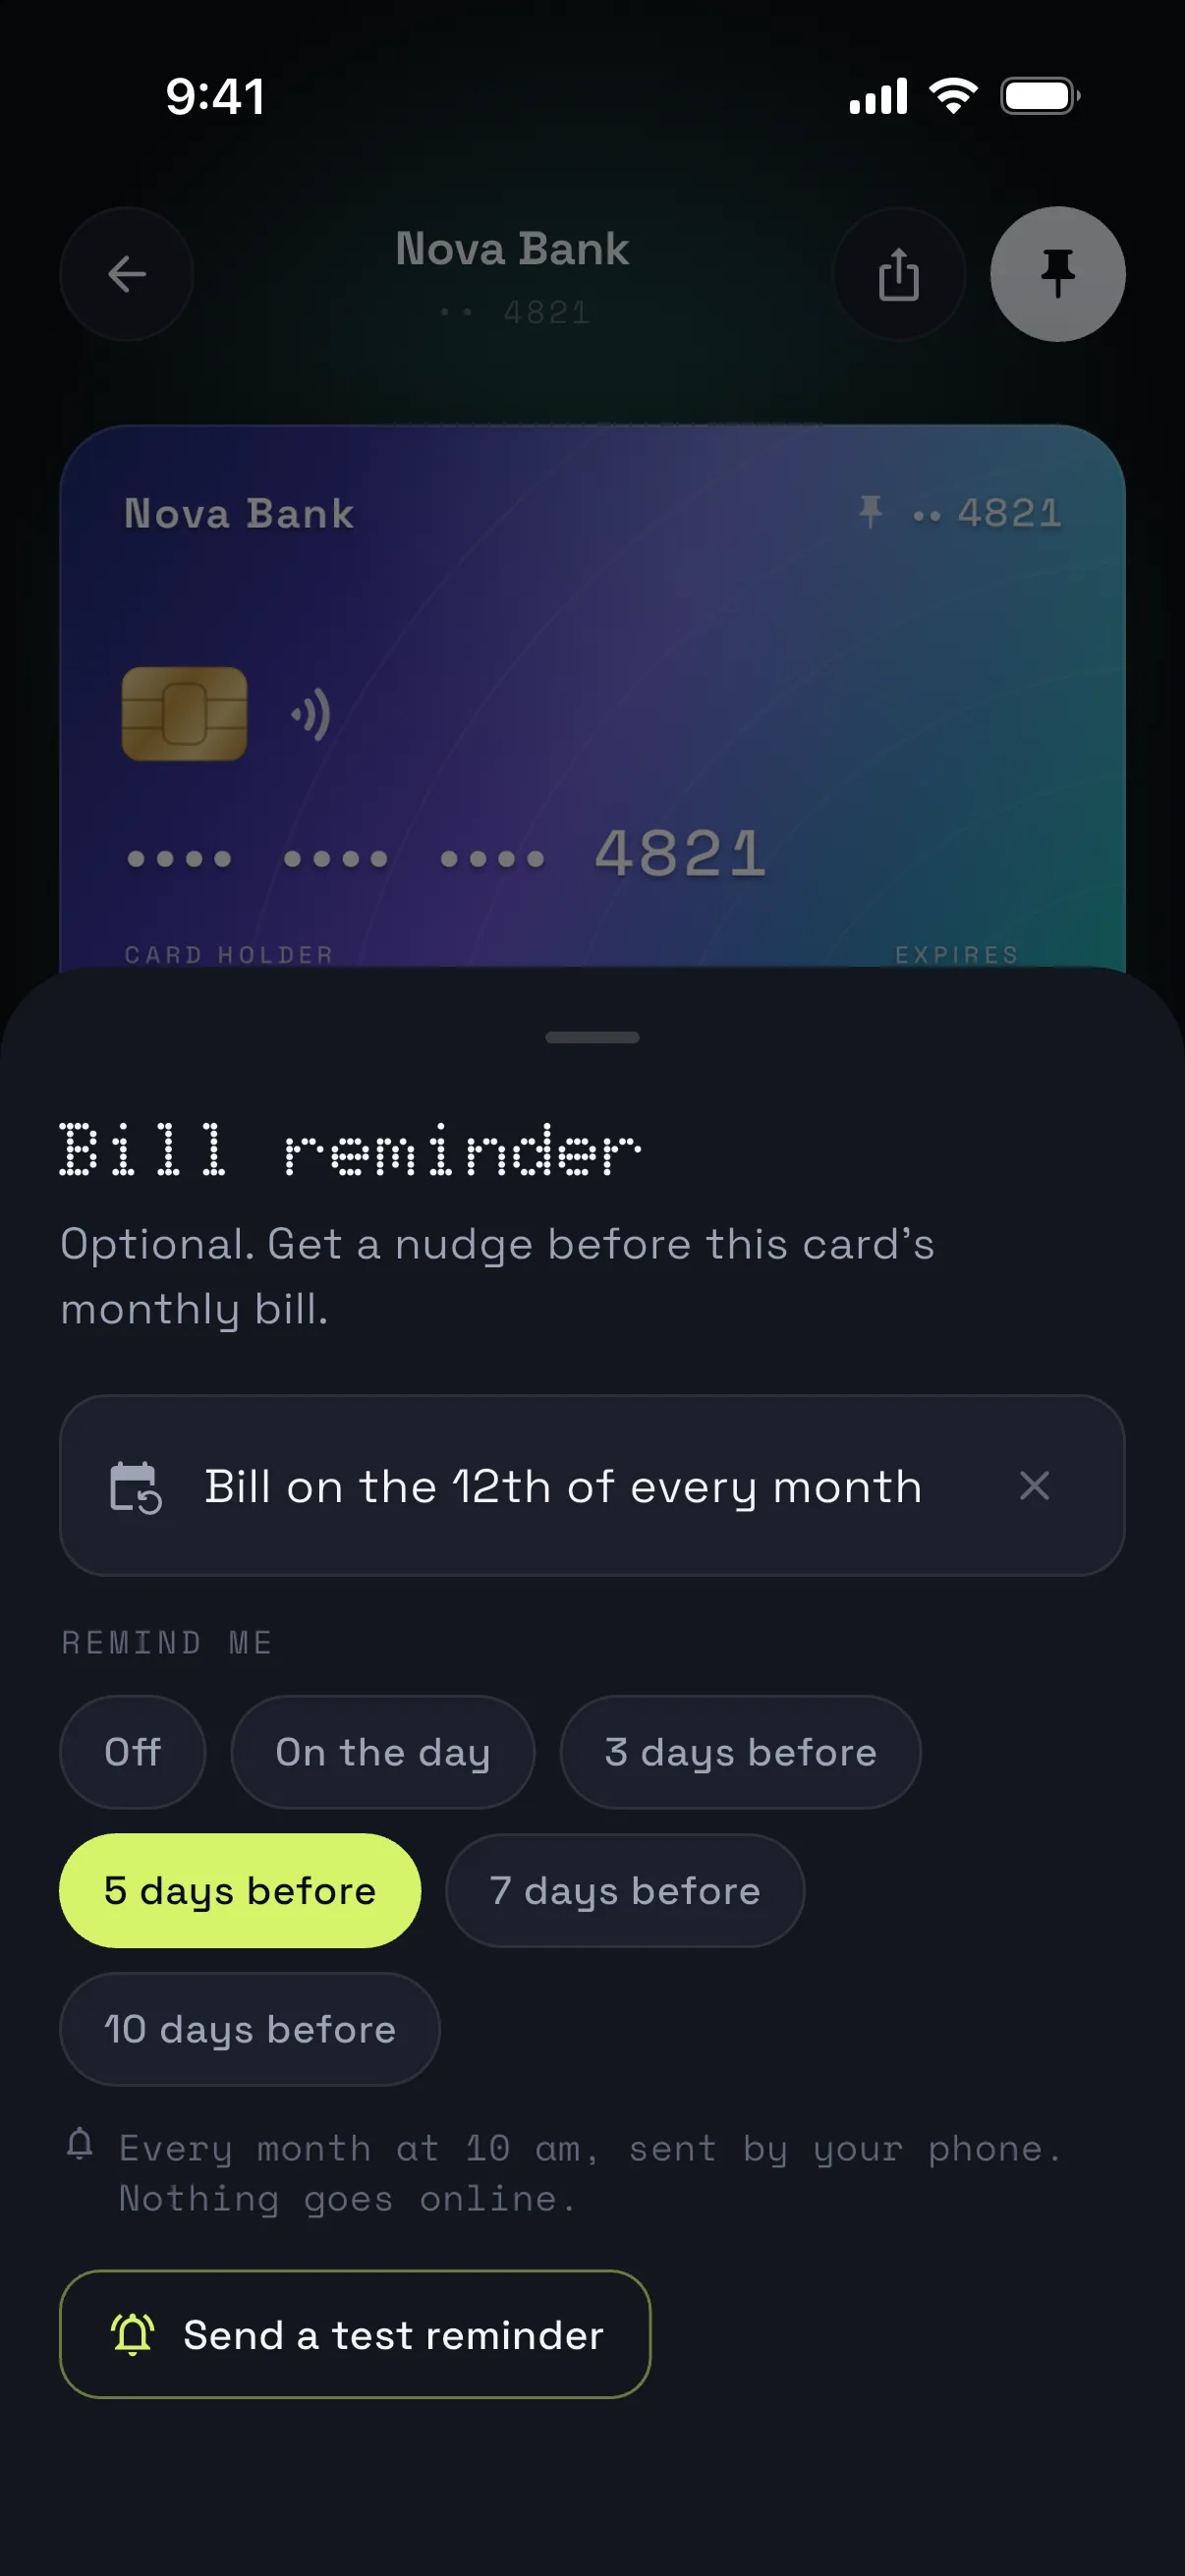 9:41
Nova Bank
•• 4821
Nova Bank
•• 4821
•••• •••• •••• 4821
CARD HOLDER
EXPIRES
Bill reminder
Optional. Get a nudge before this card’s
monthly bill.
Bill on the 12th of every month
REMIND ME
Off
On the day
3 days before
5 days before
7 days before
10 days before
Every month at 10 am, sent by your phone.
Nothing goes online.
Send a test reminder